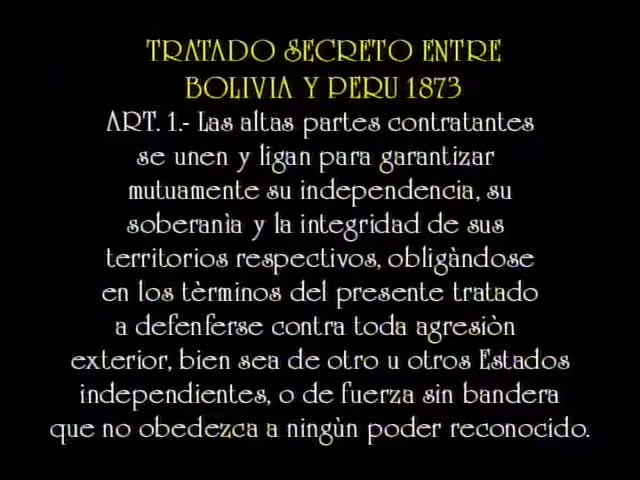 TRATADO SECRETO ENTRE
BOLIVIA Y PERU 1873
ART. 1.- Las altas partes contratantes
se unen y ligan para garantizar
mutuamente su independencia, su
soberanìa y la integridad de sus
territorios respectivos, obligàndose
en los tèrminos del presente tratado
a defenferse contra toda agresiòn
exterior, bien sea de otro u otros Estados
independientes, o de fuerza sin bandera
que no obedezca a ningùn poder reconocido.